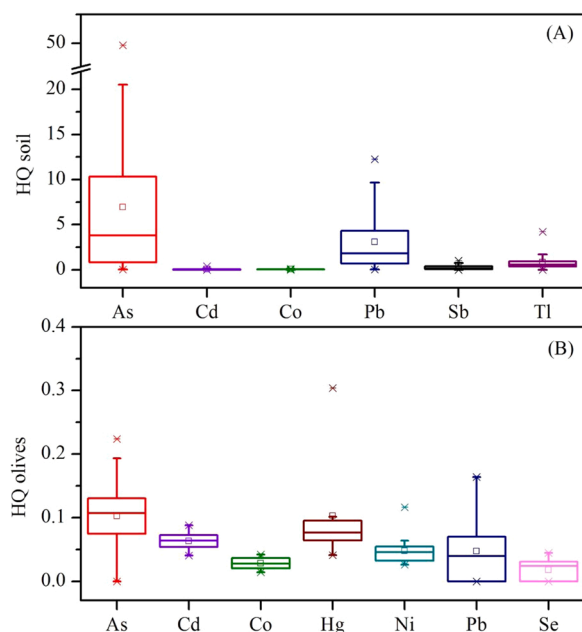 (A)
50
20
15
10
5
0
HQ soil
As Cd Co Pb Sb Tl
(B)
0.4
0.3
0.2
0.1
0.0
HQ olives
As Cd Co Hg Ni Pb Se